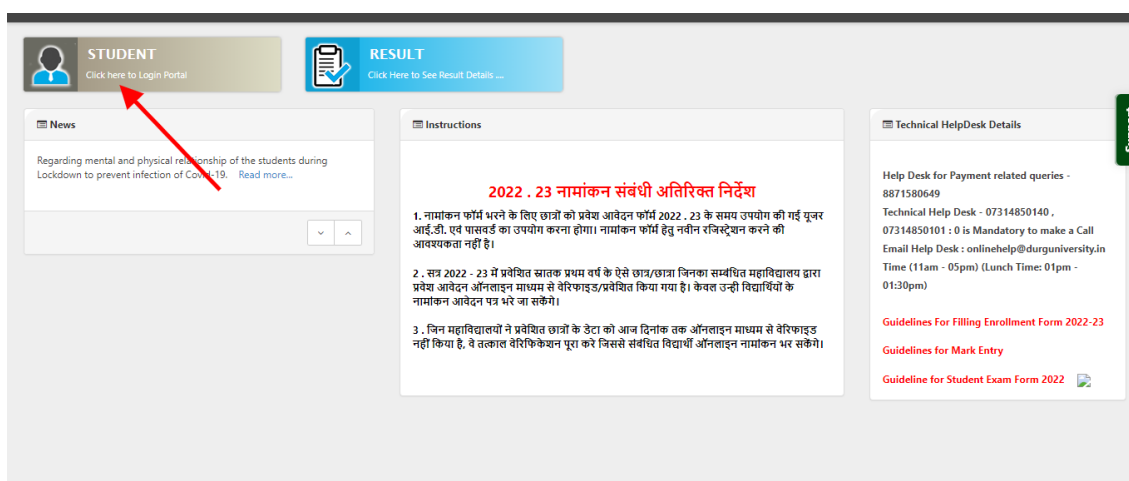 STUDENT
Click here to Login Portal
RESULT
Click Here to See Result Details ....
News
Regarding mental and physical relationship of the students during
Lockdown to prevent infection of Covid-19. Read more...
Instructions
2022 . 23 नामांकन संबंधी अतिरिक्त निर्देश
1. नामांकन फॉर्म भरने के लिए छात्रों को प्रवेश आवेदन फॉर्म 2022 . 23 के समय उपयोग की गई यूजर
आई.डी. एवं पासवर्ड का उपयोग करना होगा। नामांकन फॉर्म हेतु नवीन रजिस्ट्रेशन करने की
आवश्यकता नहीं है।
2 . सत्र 2022 - 23 में प्रवेशित स्नातक प्रथम वर्ष के ऐसे छात्र/छात्रा जिनका सम्बंधित महाविद्यालय द्वारा
प्रवेश आवेदन ऑनलाइन माध्यम से वेरिफाइड/प्रवेशित किया गया है। केवल उन्ही विद्यार्थियों के
नामांकन आवेदन पत्र भरे जा सकेंगे।
3 . जिन महाविद्यालयों ने प्रवेशित छात्रों के डेटा को आज दिनांक तक ऑनलाइन माध्यम से वेरिफाइड
नहीं किया है, वे तत्काल वेरिफिकेशन पूरा करे जिससे संबंधित विद्यार्थी ऑनलाइन नामांकन भर सकेंगे।
Technical HelpDesk Details
Help Desk for Payment related queries -
8871580649
Technical Help Desk - 07314850140 ,
07314850101 : 0 is Mandatory to make a Call
Email Help Desk : onlinehelp@durguniversity.in
Time (11am - 05pm) (Lunch Time: 01pm -
01:30pm)
Guidelines For Filling Enrollment Form 2022-23
Guidelines for Mark Entry
Guideline for Student Exam Form 2022